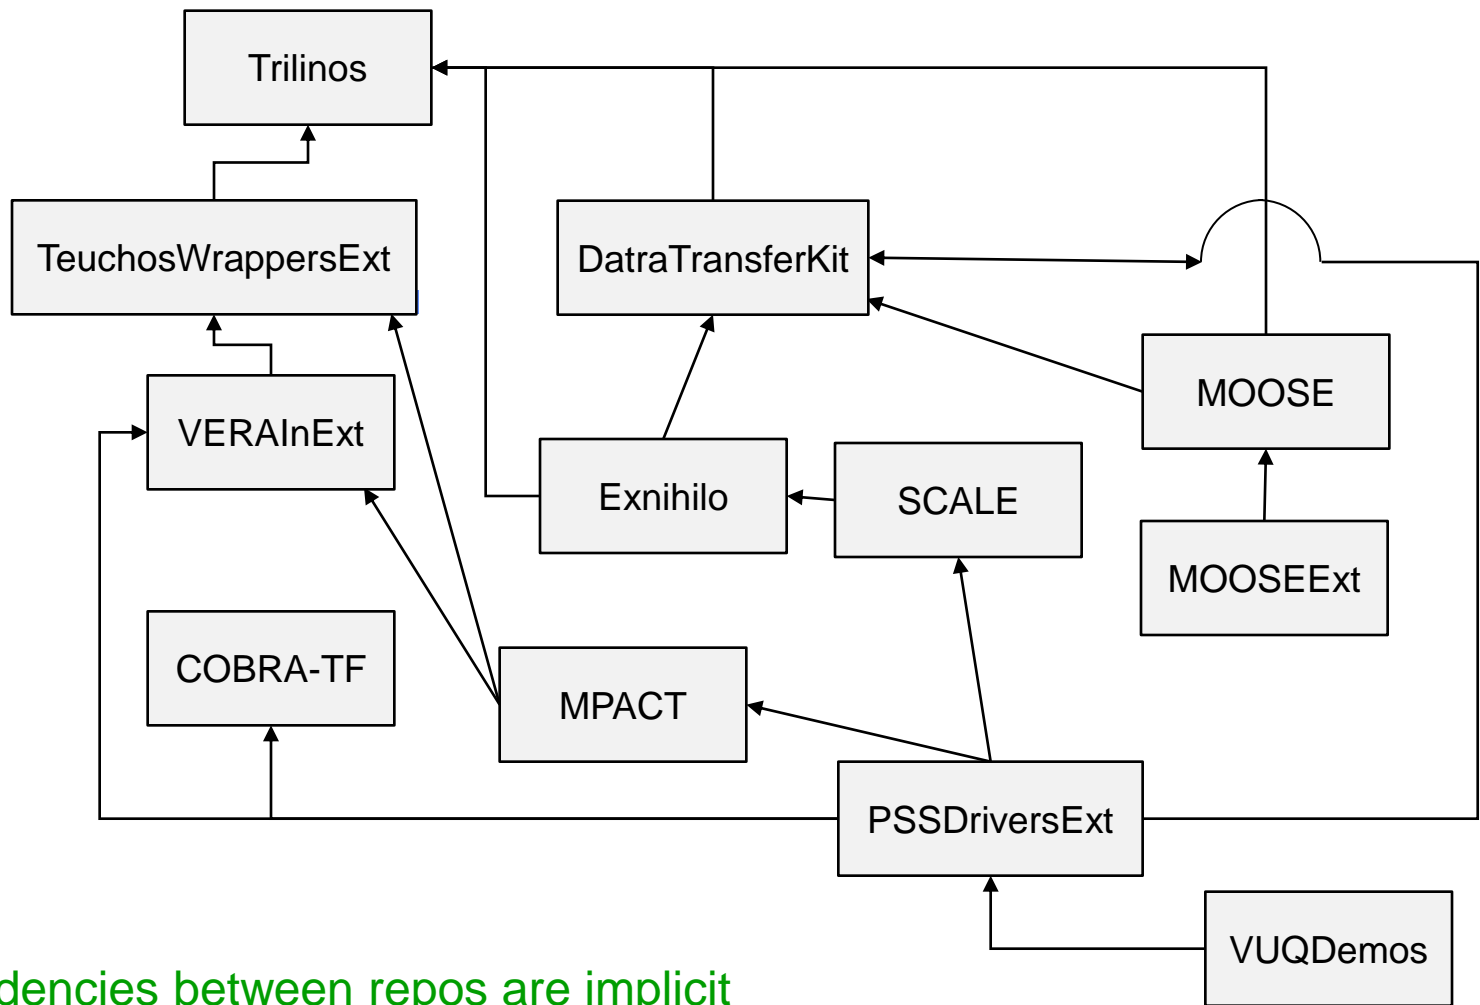 Trilinos
TeuchosWrappersExt
DatraTransferKit
MOOSE
VERAInExt
Exnihilo
SCALE
MOOSEExt
COBRA-TF
MPACT
PSSDriversExt
VUQDemos
dencies between repos are implicit